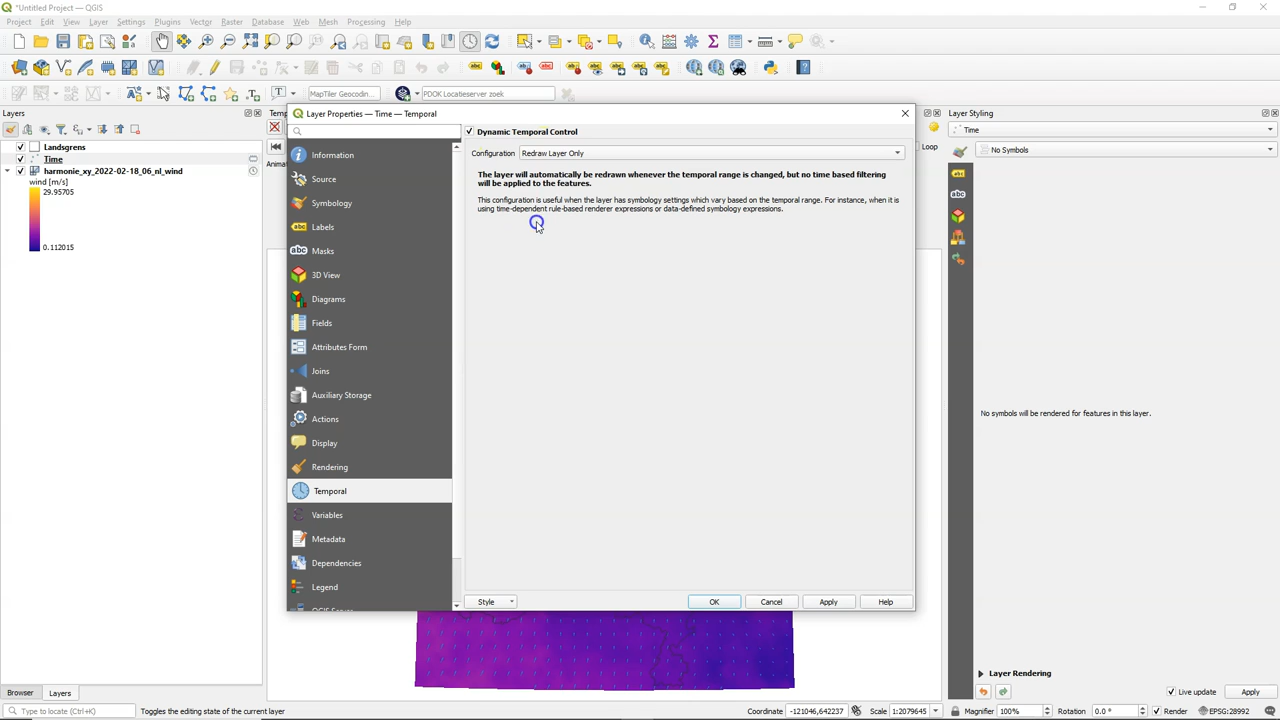 *Untitled Project — QGIS
Project Edit View Layer Settings Plugins Vector Raster Database Web Mesh Processing Help
MapTiler Geocodin...
PDOK Locatieserver zoek
Layers
Landsgrens
Time
harmonie_xy_2022-02-18_06_nl_wind
wind [m/s]
29.95705
0.112015
Temp
Animat
Loop
Layer Properties — Time — Temporal
Information
Source
Symbology
Labels
Masks
3D View
Diagrams
Fields
Attributes Form
Joins
Auxiliary Storage
Actions
Display
Rendering
Temporal
Variables
Metadata
Dependencies
Legend
QGIS Server
Dynamic Temporal Control
Configuration Redraw Layer Only
The layer will automatically be redrawn whenever the temporal range is changed, but no time based filtering
will be applied to the features.
This configuration is useful when the layer has symbology settings which vary based on the temporal range. For instance, when it is
using time-dependent rule-based renderer expressions or data-defined symbology expressions.
Style OK Cancel Apply Help
Layer Styling
Time
No Symbols
No symbols will be rendered for features in this layer.
Layer Rendering
Live update Apply
Browser Layers
Type to locate (Ctrl+K) Toggles the editing state of the current layer Coordinate -121046,642237 Scale 1:2079645 Magnifier 100% Rotation 0.0 ° Render EPSG:28992